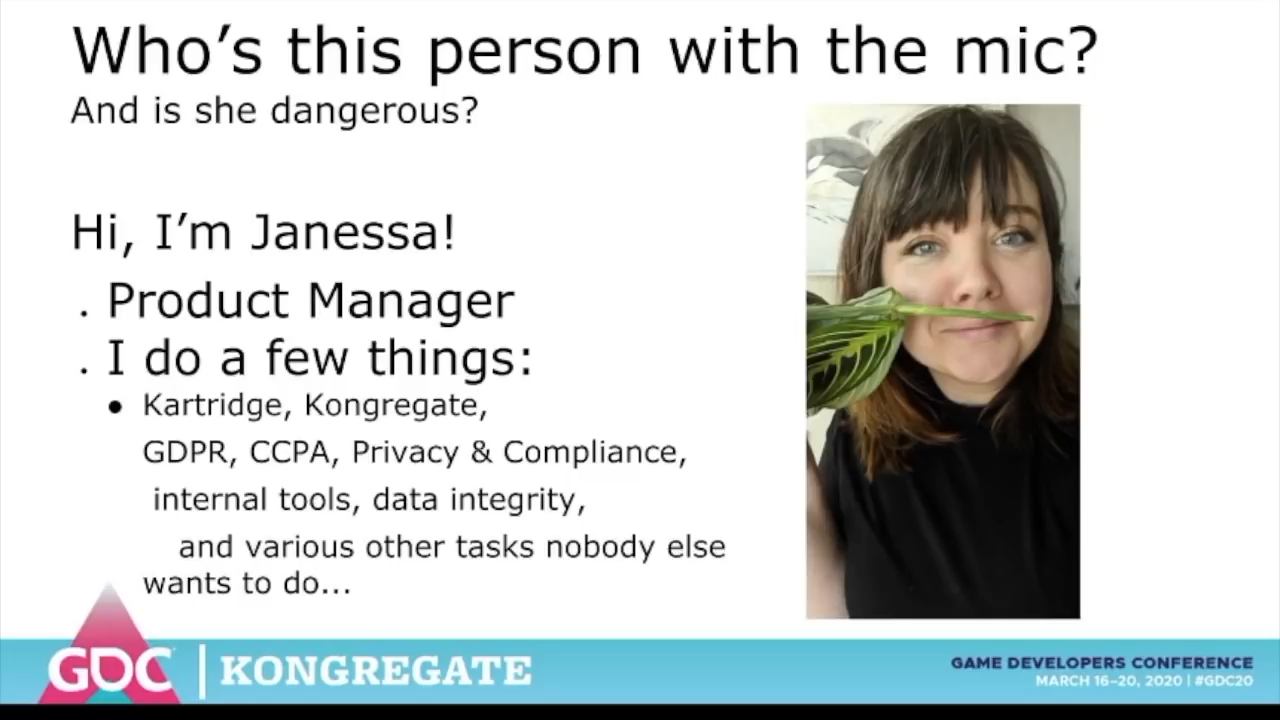 Who's this person with the mic?
And is she dangerous?
Hi, I'm Janessa!
. Product Manager
. I do a few things:
● Kartridge, Kongregate,
GDPR, CCPA, Privacy & Compliance,
internal tools, data integrity,
and various other tasks nobody else
wants to do...
GDC | KONGREGATE
GAME DEVELOPERS CONFERENCE
MARCH 16–20, 2020 | #GDC20